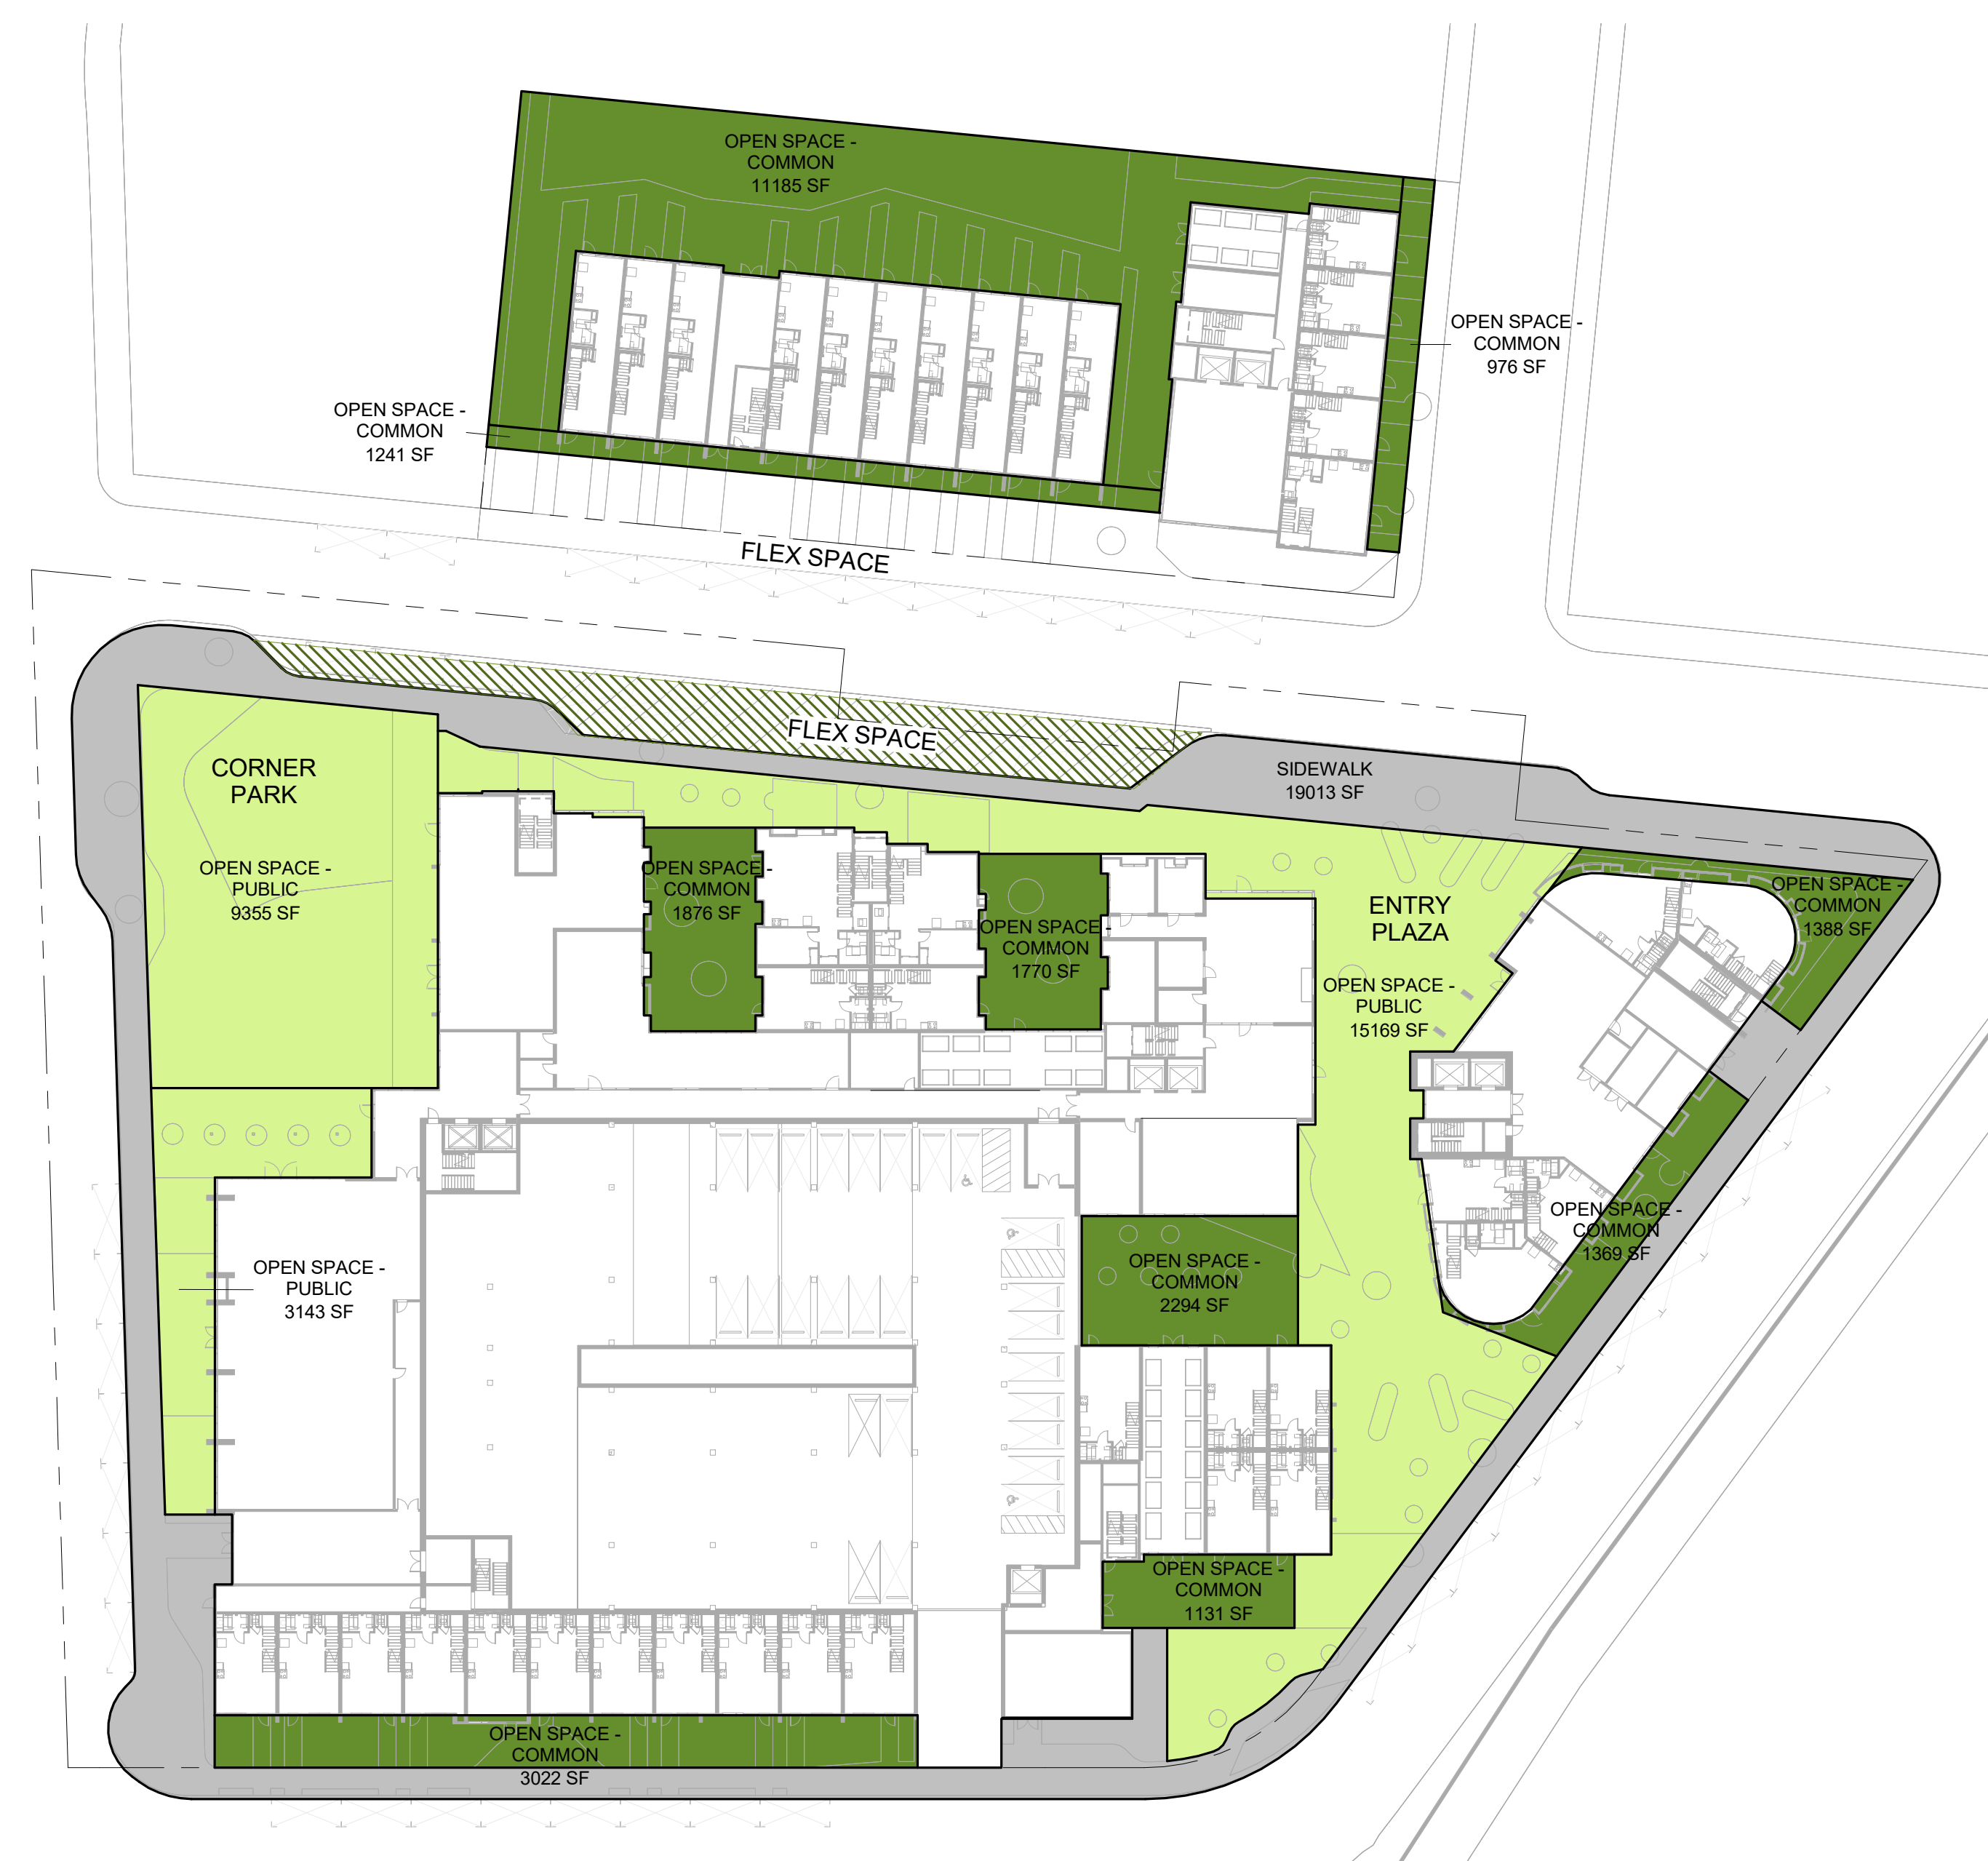 OPEN SPACE -
COMMON
11185 SF
OPEN SPACE -
COMMON
976 SF
OPEN SPACE -
COMMON
1241 SF
FLEX SPACE
FLEX SPACE
CORNER
PARK
SIDEWALK
19013 SF
OPEN SPACE -
PUBLIC
9355 SF
OPEN SPACE -
COMMON
1876 SF
OPEN SPACE -
COMMON
1770 SF
ENTRY
PLAZA
OPEN SPACE -
COMMON
1388 SF
OPEN SPACE -
PUBLIC
15169 SF
OPEN SPACE -
COMMON
1369 SF
OPEN SPACE -
PUBLIC
3143 SF
OPEN SPACE -
COMMON
2294 SF
OPEN SPACE -
COMMON
1131 SF
OPEN SPACE -
COMMON
3022 SF